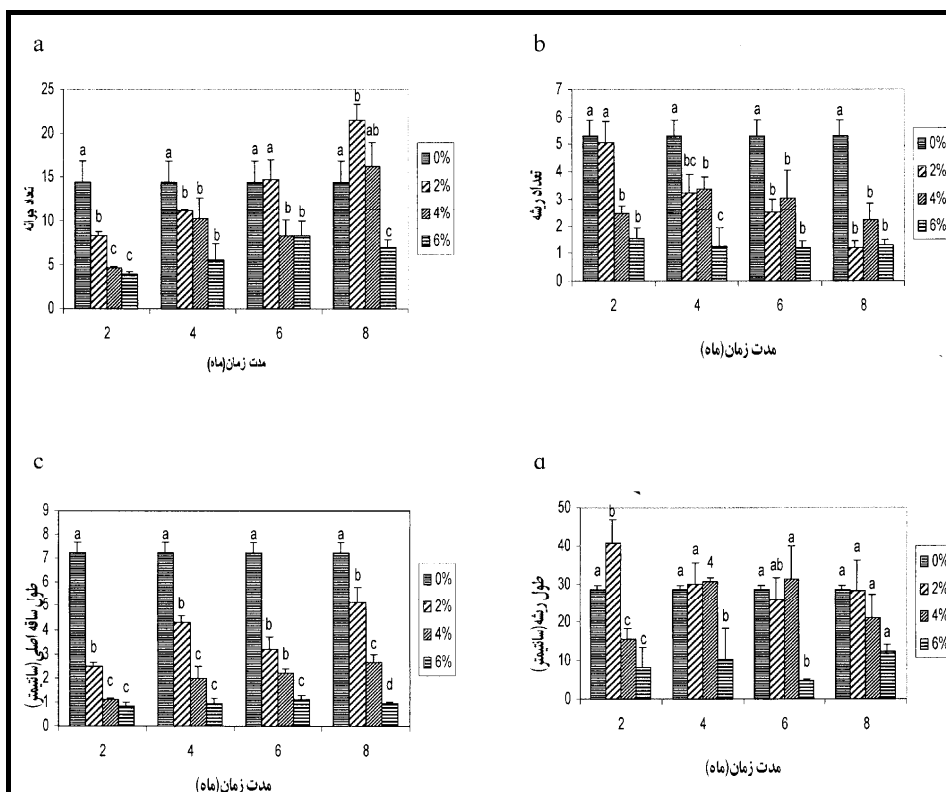 a
25
20
15
10
5
0
a b c c
a b b b
a a b b
a b ab c
2 4 6 8
تعداد جوانه
مدت زمان(ماه)
0%
2%
4%
6%
b
7
6
5
4
3
2
1
0
a a b b
a bc b c
a b b b
a b b b
2 4 6 8
تعداد ریشه
مدت زمان(ماه)
0%
2%
4%
6%
c
9
8
7
6
5
4
3
2
1
0
a b c c
a b c c
a b b c
a b c d
2 4 6 8
طول ساقه اصلی (سانتیمتر)
مدت زمان(ماه)
0%
2%
4%
6%
d
50
40
30
20
10
0
a b c c
a a 4 b
a ab a b
a a a a
2 4 6 8
طول ریشه (سانتیمتر)
مدت زمان(ماه)
0%
2%
4%
6%